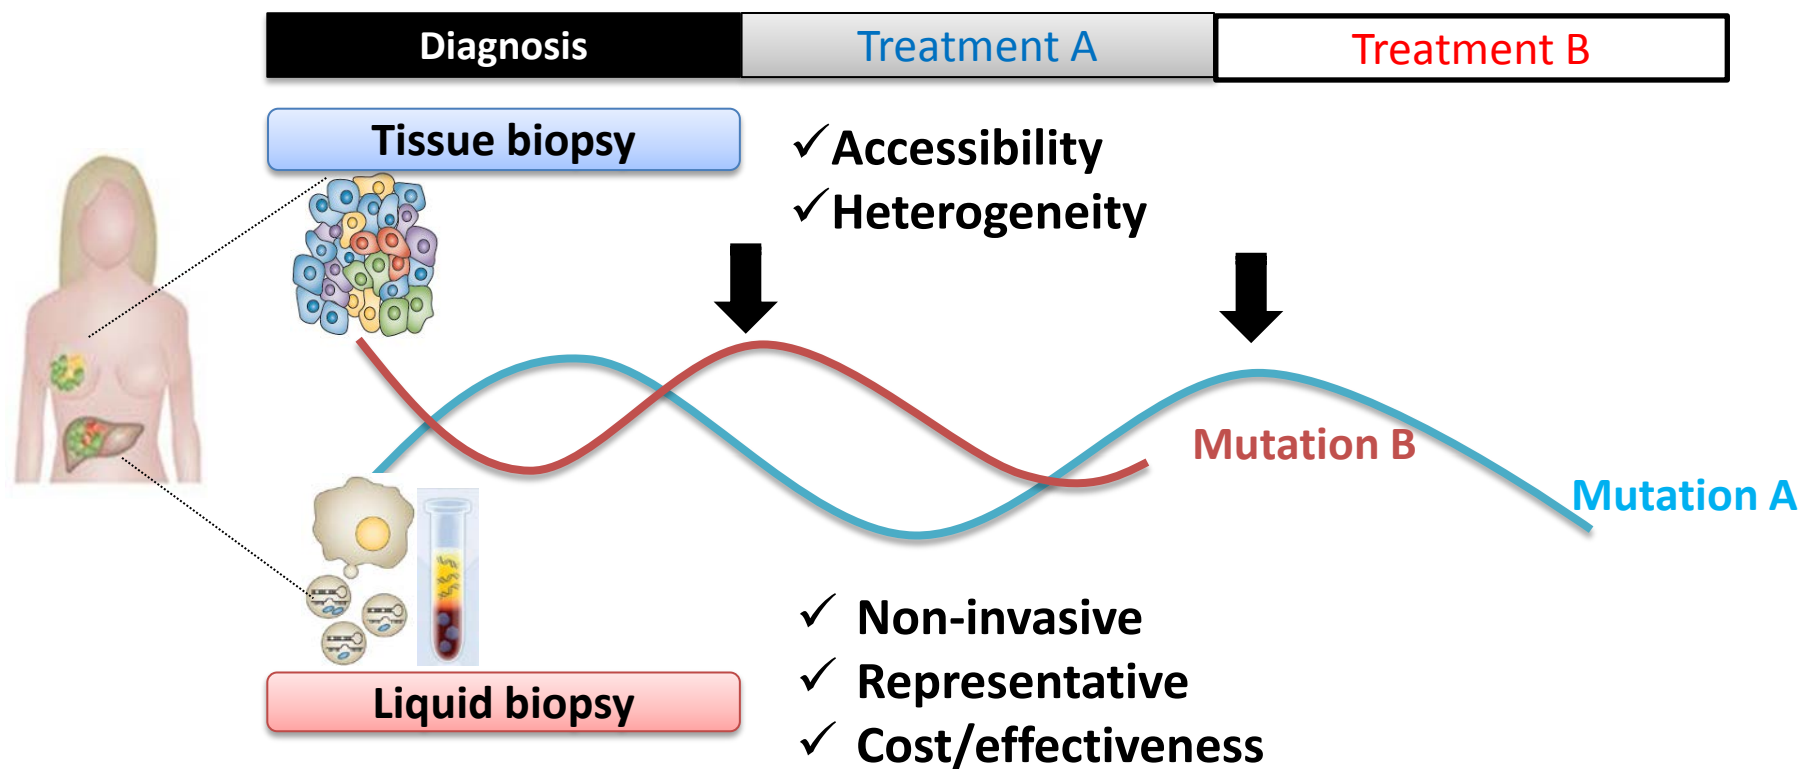 Diagnosis
Treatment A
Treatment B
Tissue biopsy
✓Accessibility
✓Heterogeneity
Mutation B
Mutation A
Liquid biopsy
✓ Non-invasive
✓ Representative
✓ Cost/effectiveness